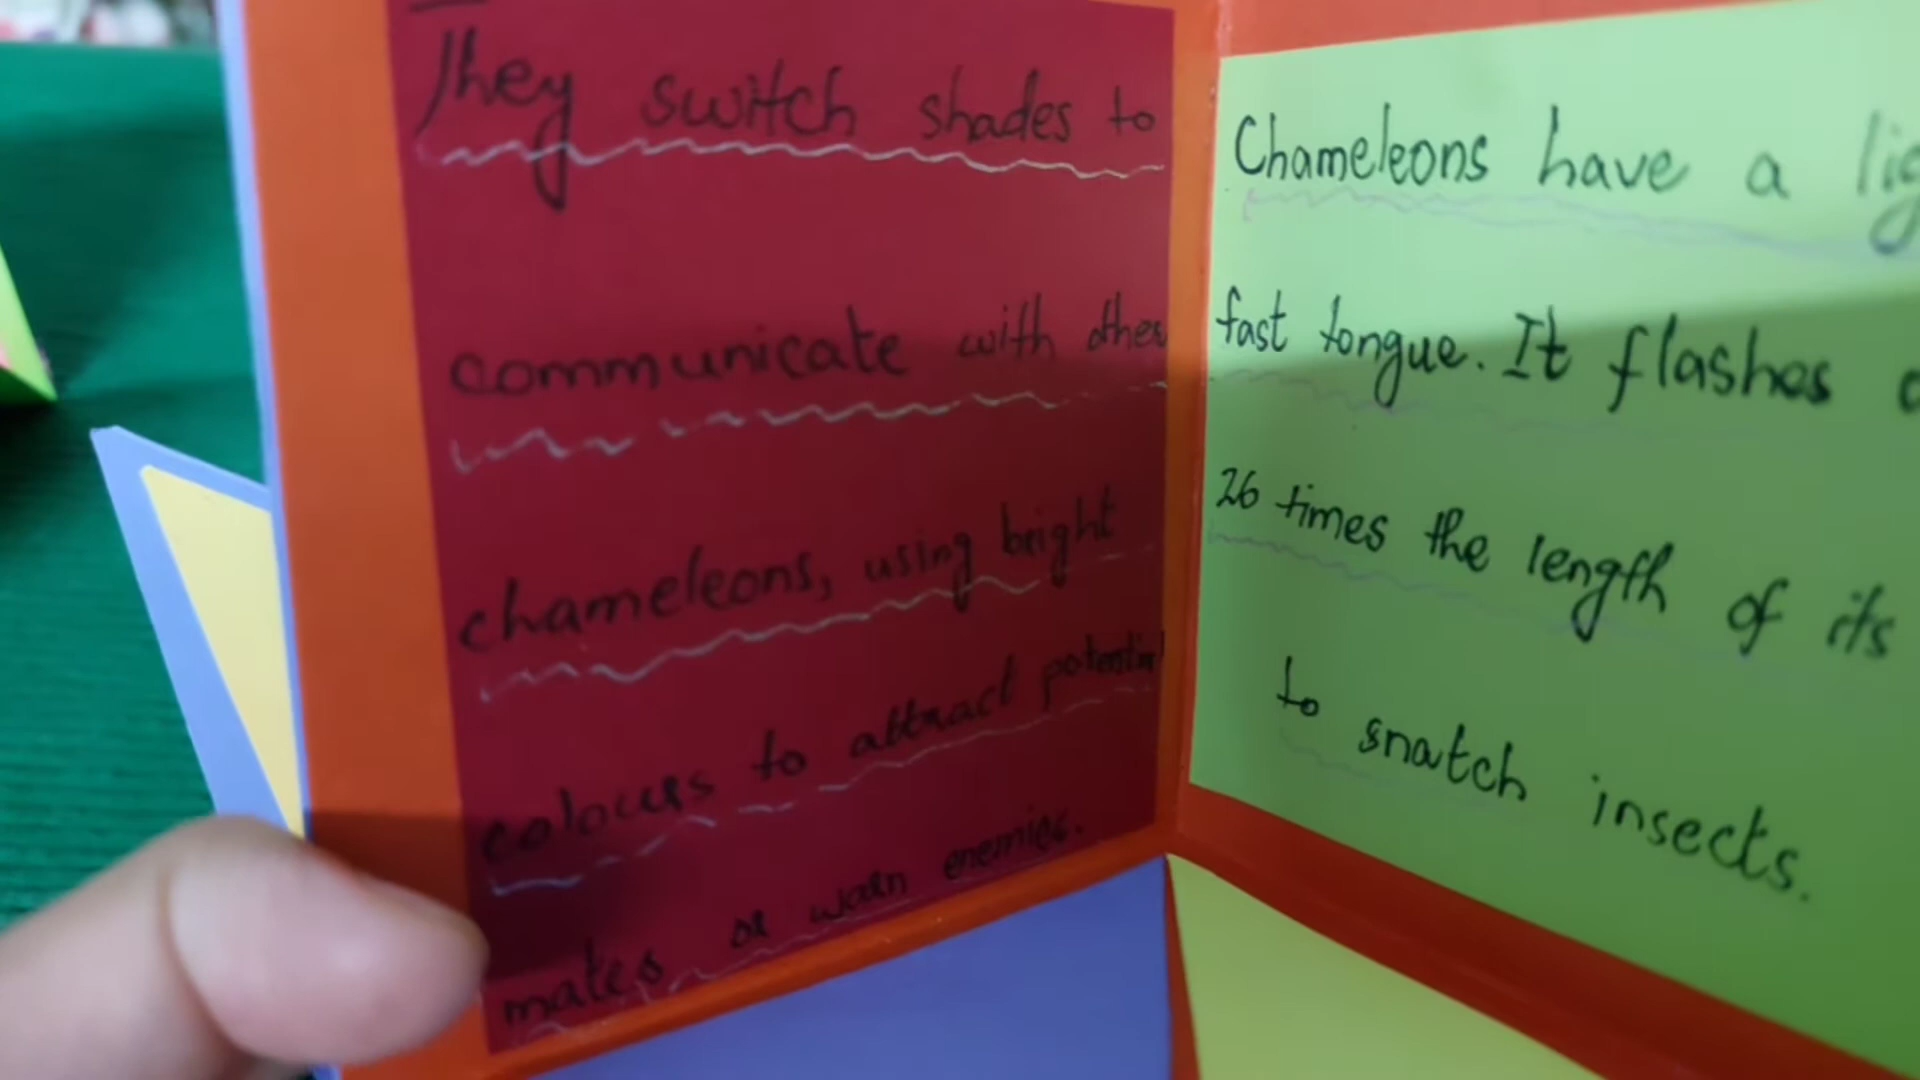 They switch shades to
communicate with other
chameleons, using bright
colours to attract potential
mates or warn enemies.
Chameleons have a
fast tongue. It flashes
26 times the length of its
to snatch insects.